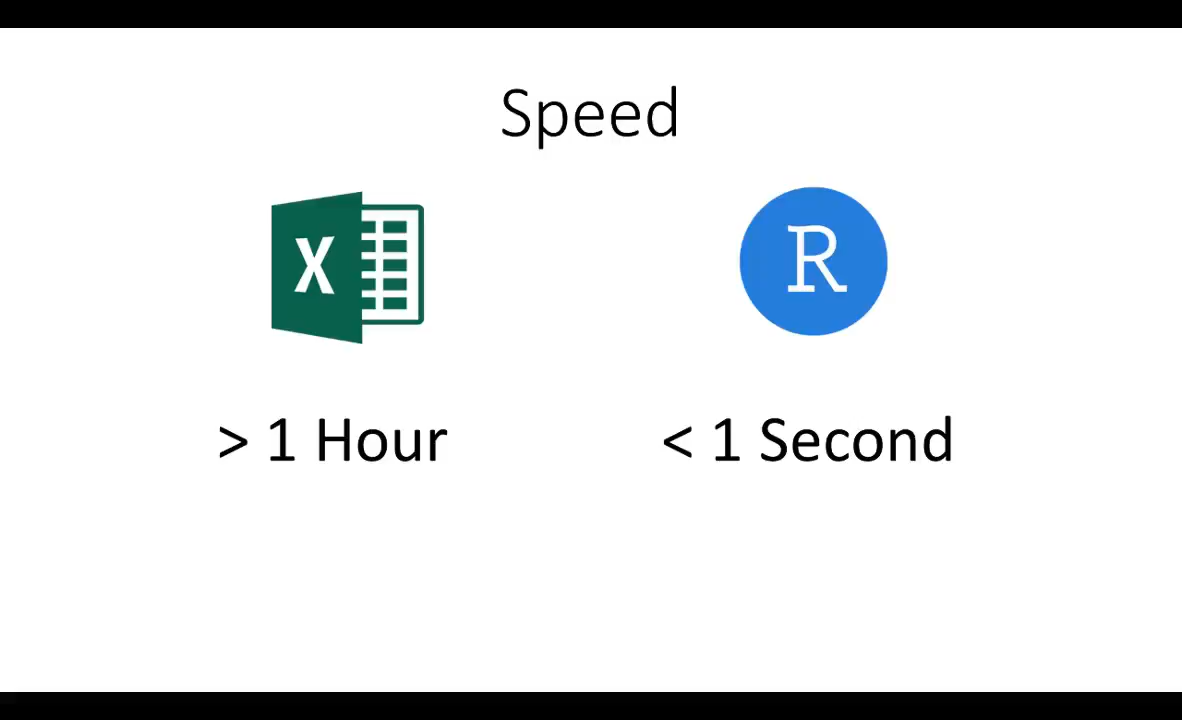 Speed
X
R
> 1 Hour
< 1 Second